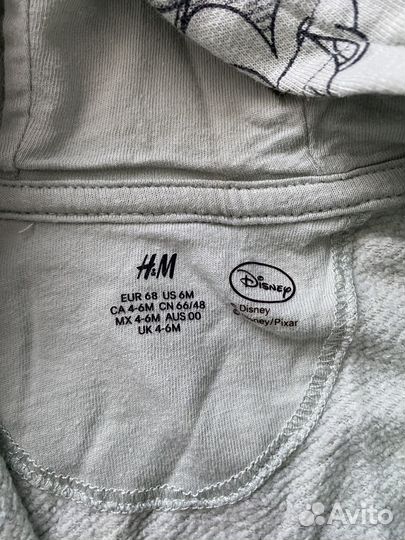 H&M
EUR 68 US 6M
CA 4-6M CN 66/48
MX 4-6M AUS 00
UK 4-6M
Disney
© Disney
/Pixar
Avito